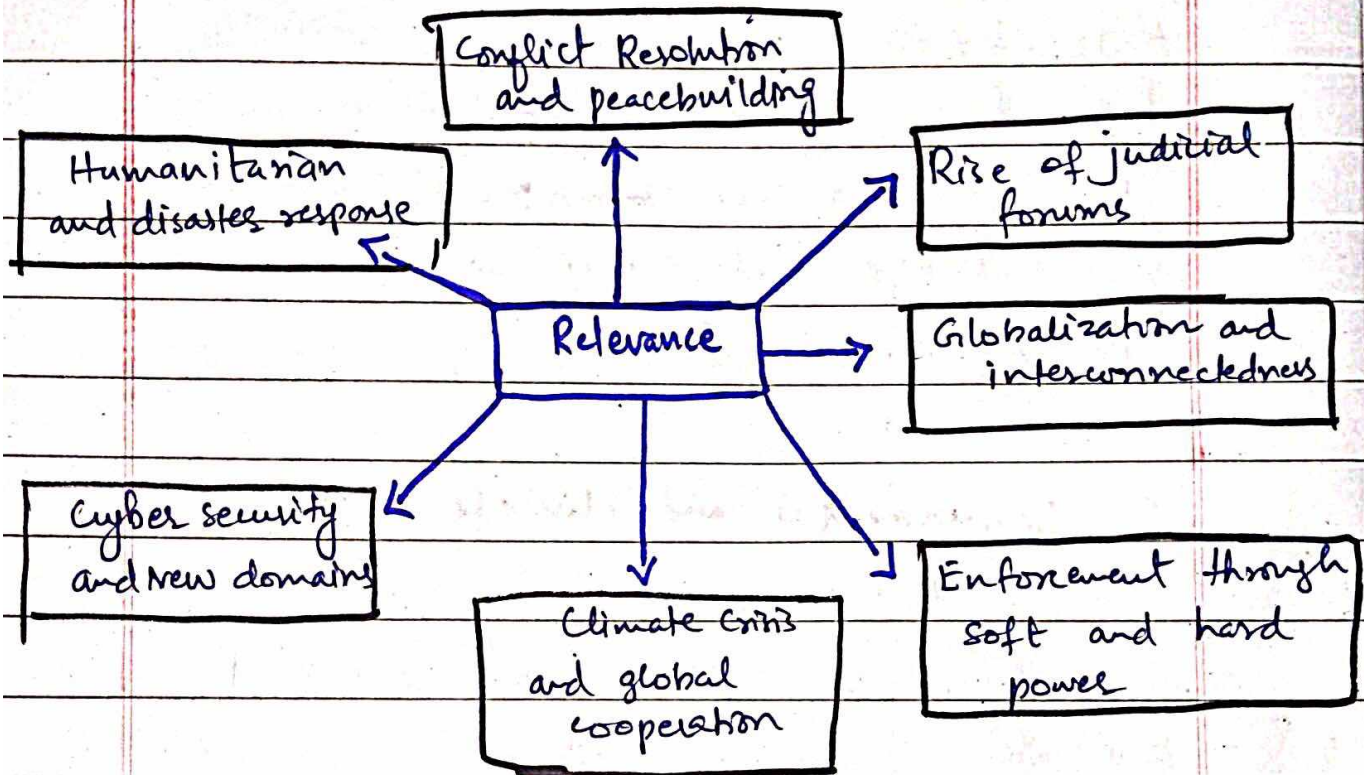 Conflict Resolution
and peacebuilding
Humanitarian
and disaster response
Rise of judicial
forums
Relevance
Globalization and
interconnectedness
Cyber security
and New domains
Climate Crisis
and global
cooperation
Enforcement through
soft and hard
power